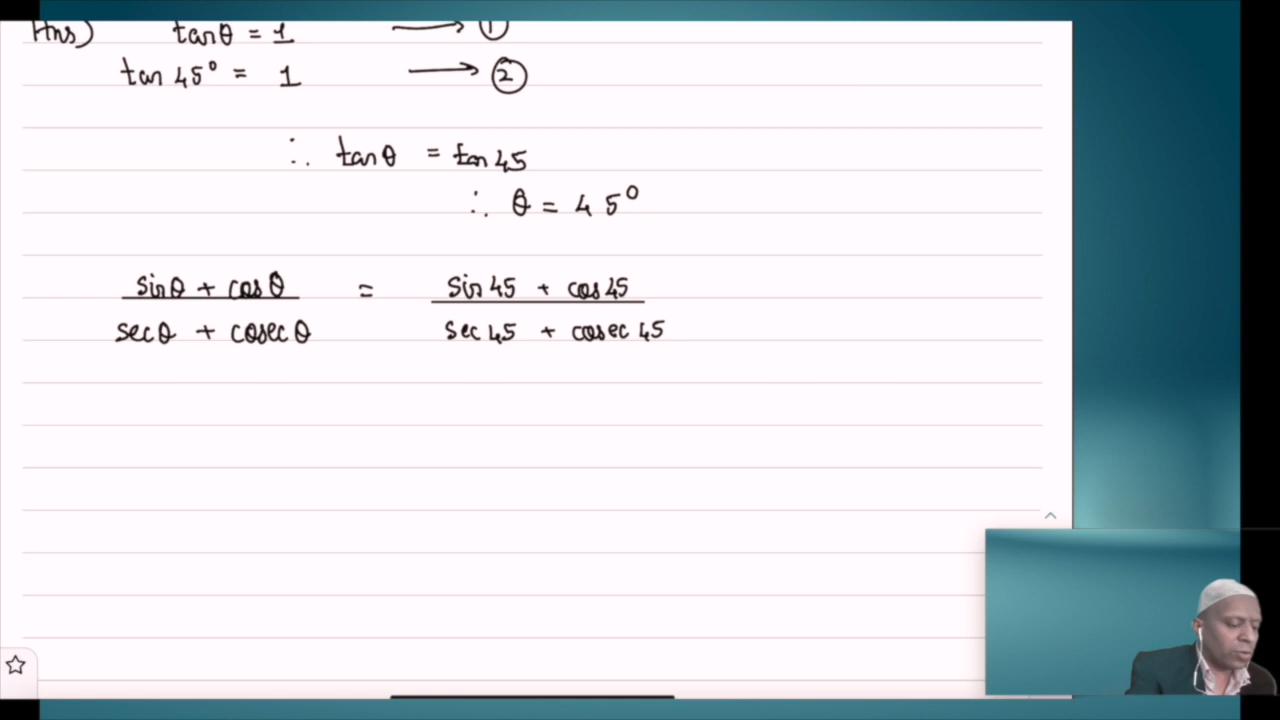 Ans) tanθ = 1 ⟶ ①
tan 45° = 1 ⟶ ②
∴ tanθ = tan 45
∴ θ = 45°
sinθ + cosθ = sin 45 + cos 45
secθ + cosecθ sec 45 + cosec 45